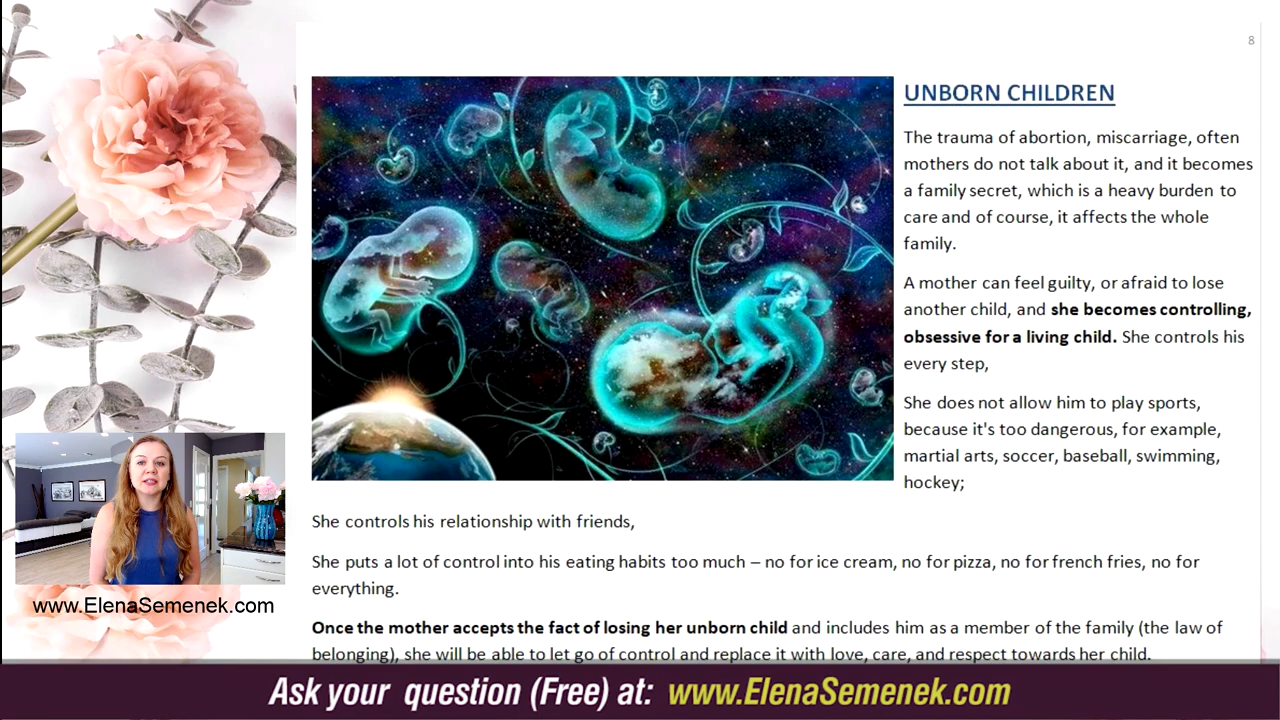 8
UNBORN CHILDREN
The trauma of abortion, miscarriage, often
mothers do not talk about it, and it becomes
a family secret, which is a heavy burden to
care and of course, it affects the whole
family.
A mother can feel guilty, or afraid to lose
another child, and she becomes controlling,
obsessive for a living child. She controls his
every step,
She does not allow him to play sports,
because it's too dangerous, for example,
martial arts, soccer, baseball, swimming,
hockey;
She controls his relationship with friends,
She puts a lot of control into his eating habits too much – no for ice cream, no for pizza, no for french fries, no for
everything.
Once the mother accepts the fact of losing her unborn child and includes him as a member of the family (the law of
belonging), she will be able to let go of control and replace it with love, care, and respect towards her child.
www.ElenaSemenek.com
Ask your question (Free) at: www.ElenaSemenek.com